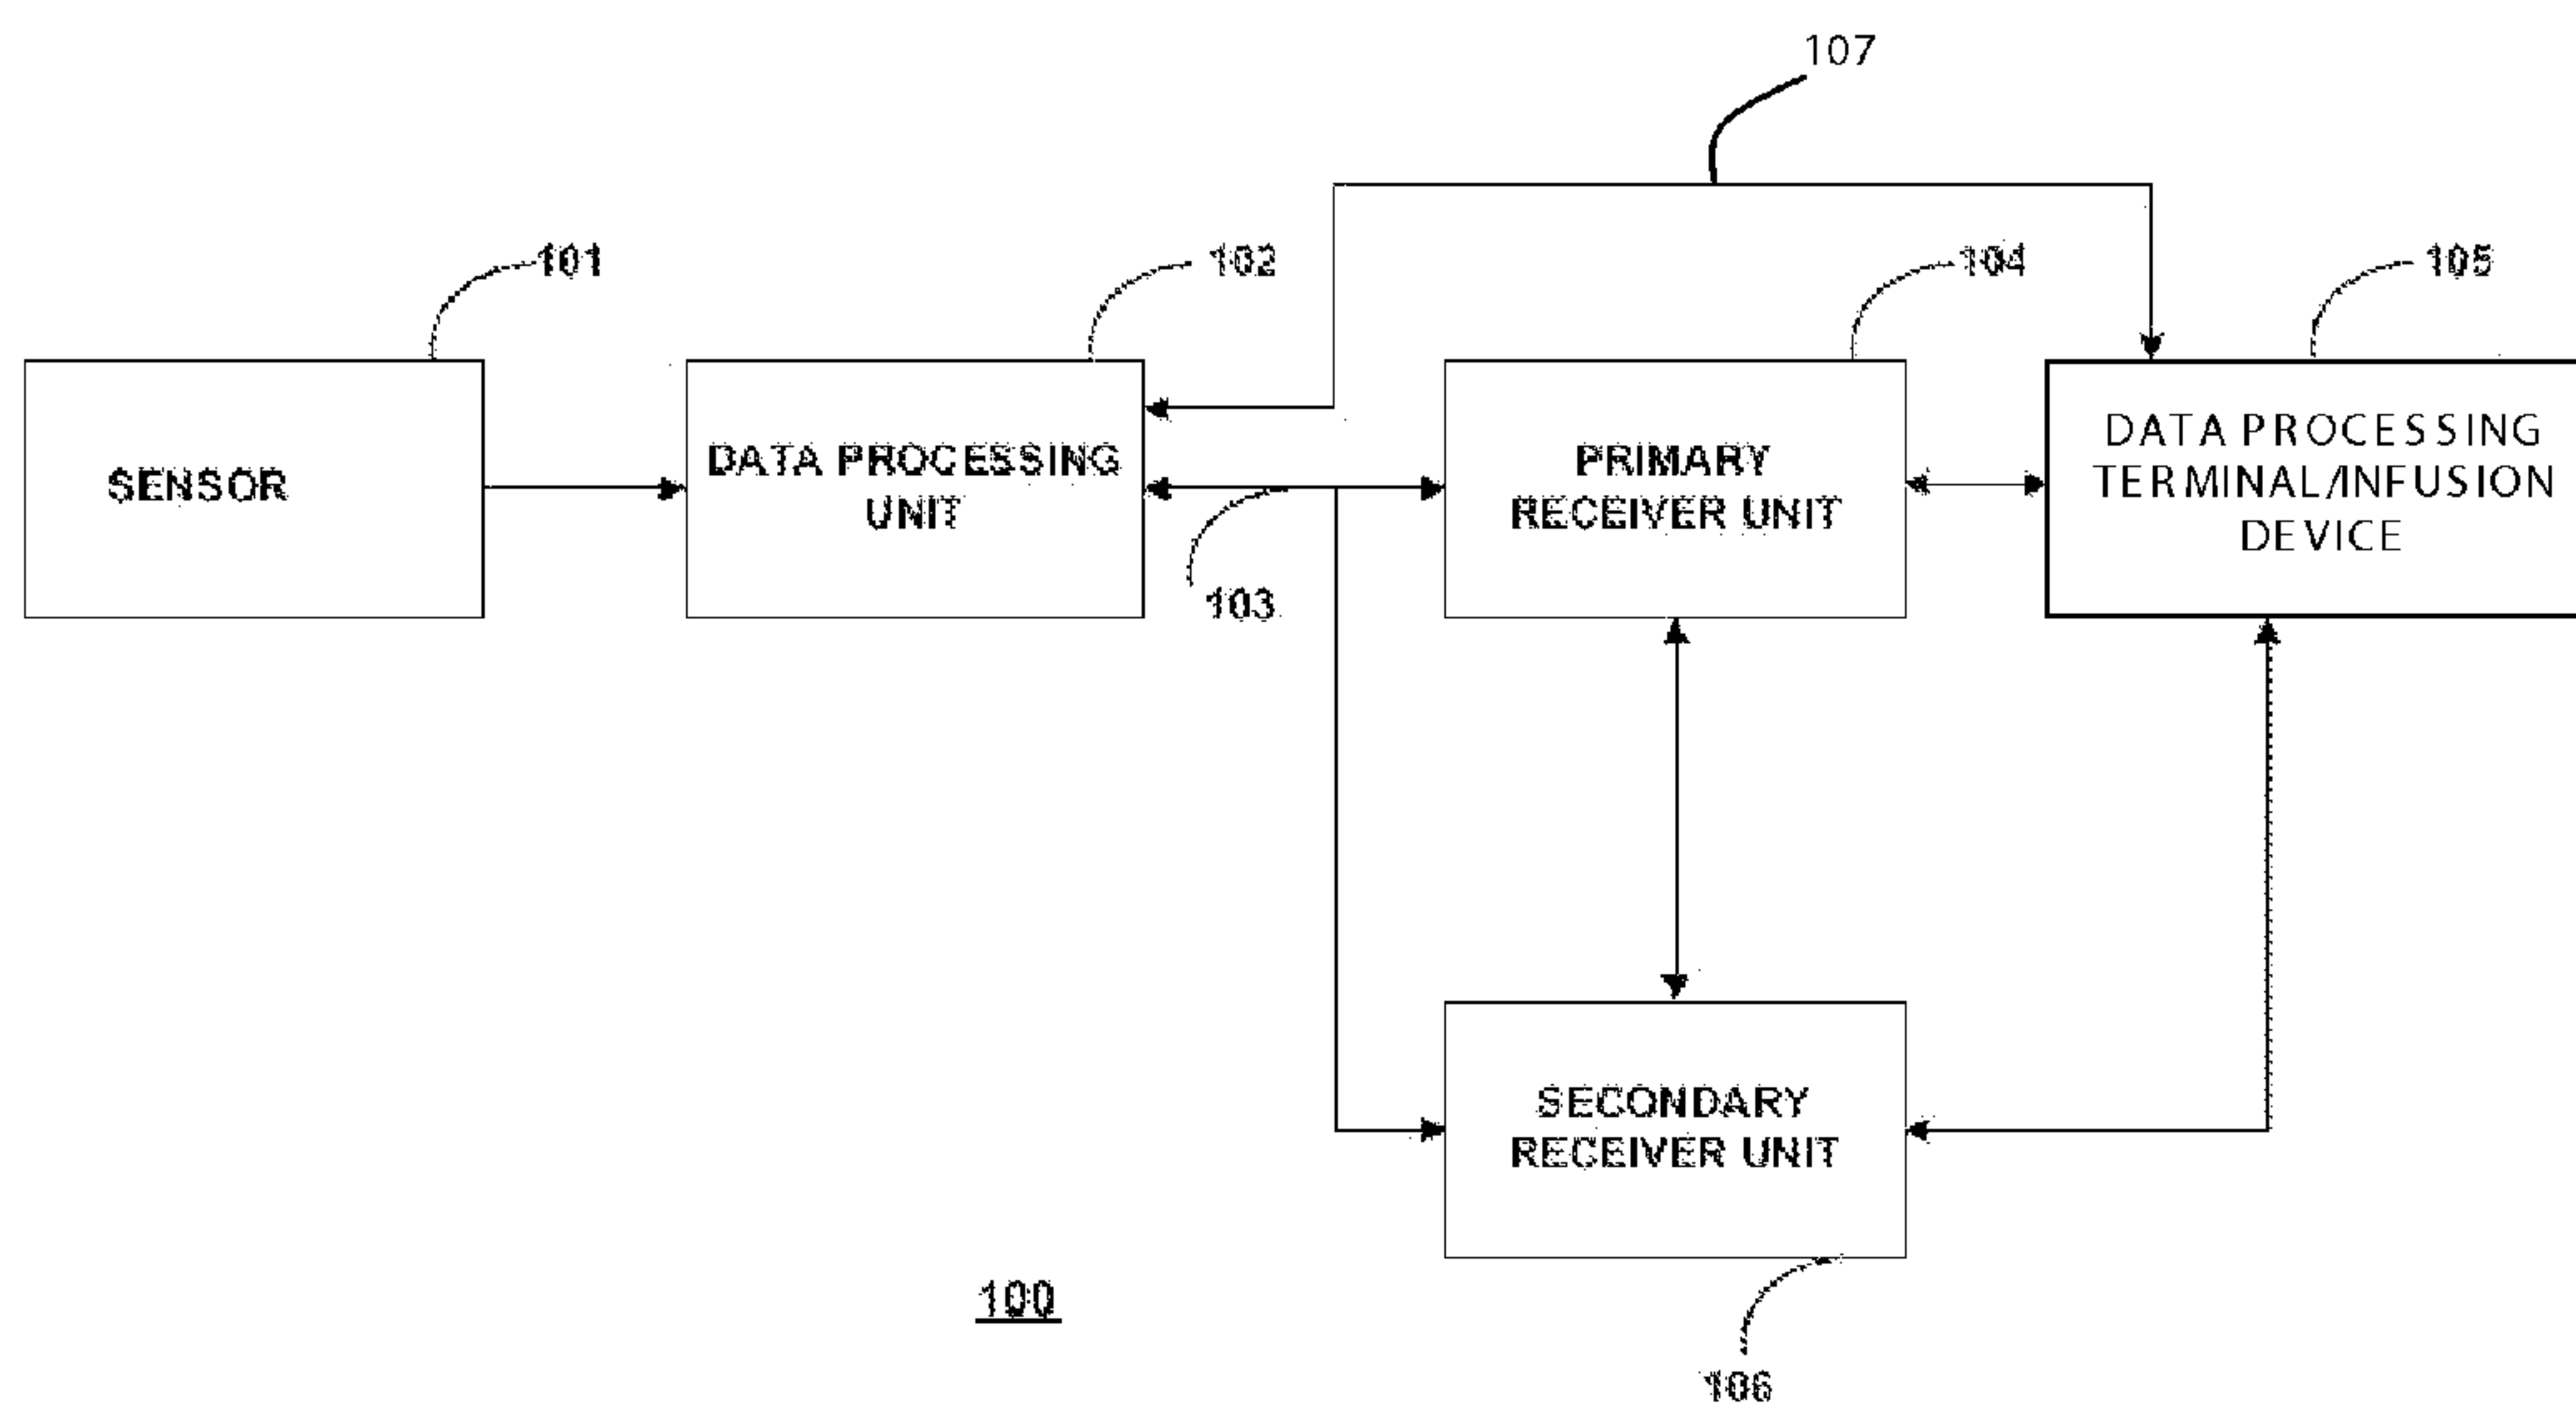 107
101
102
104
105
SENSOR
DATA PROCESSING
UNIT
PRIMARY
RECEIVER UNIT
DATA PROCESSING
TERMINAL/INFUSION
DEVICE
103
SECONDARY
RECEIVER UNIT
100
106